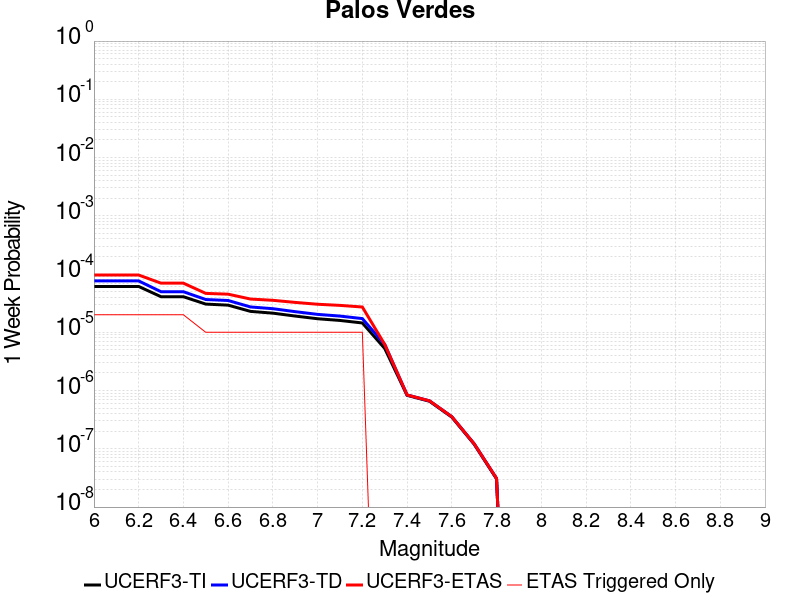 Palos Verdes
1 Week Probability
10^0
10^-1
10^-2
10^-3
10^-4
10^-5
10^-6
10^-7
10^-8
6 6.2 6.4 6.6 6.8 7 7.2 7.4 7.6 7.8 8 8.2 8.4 8.6 8.8 9
Magnitude
UCERF3-TI UCERF3-TD UCERF3-ETAS ETAS Triggered Only